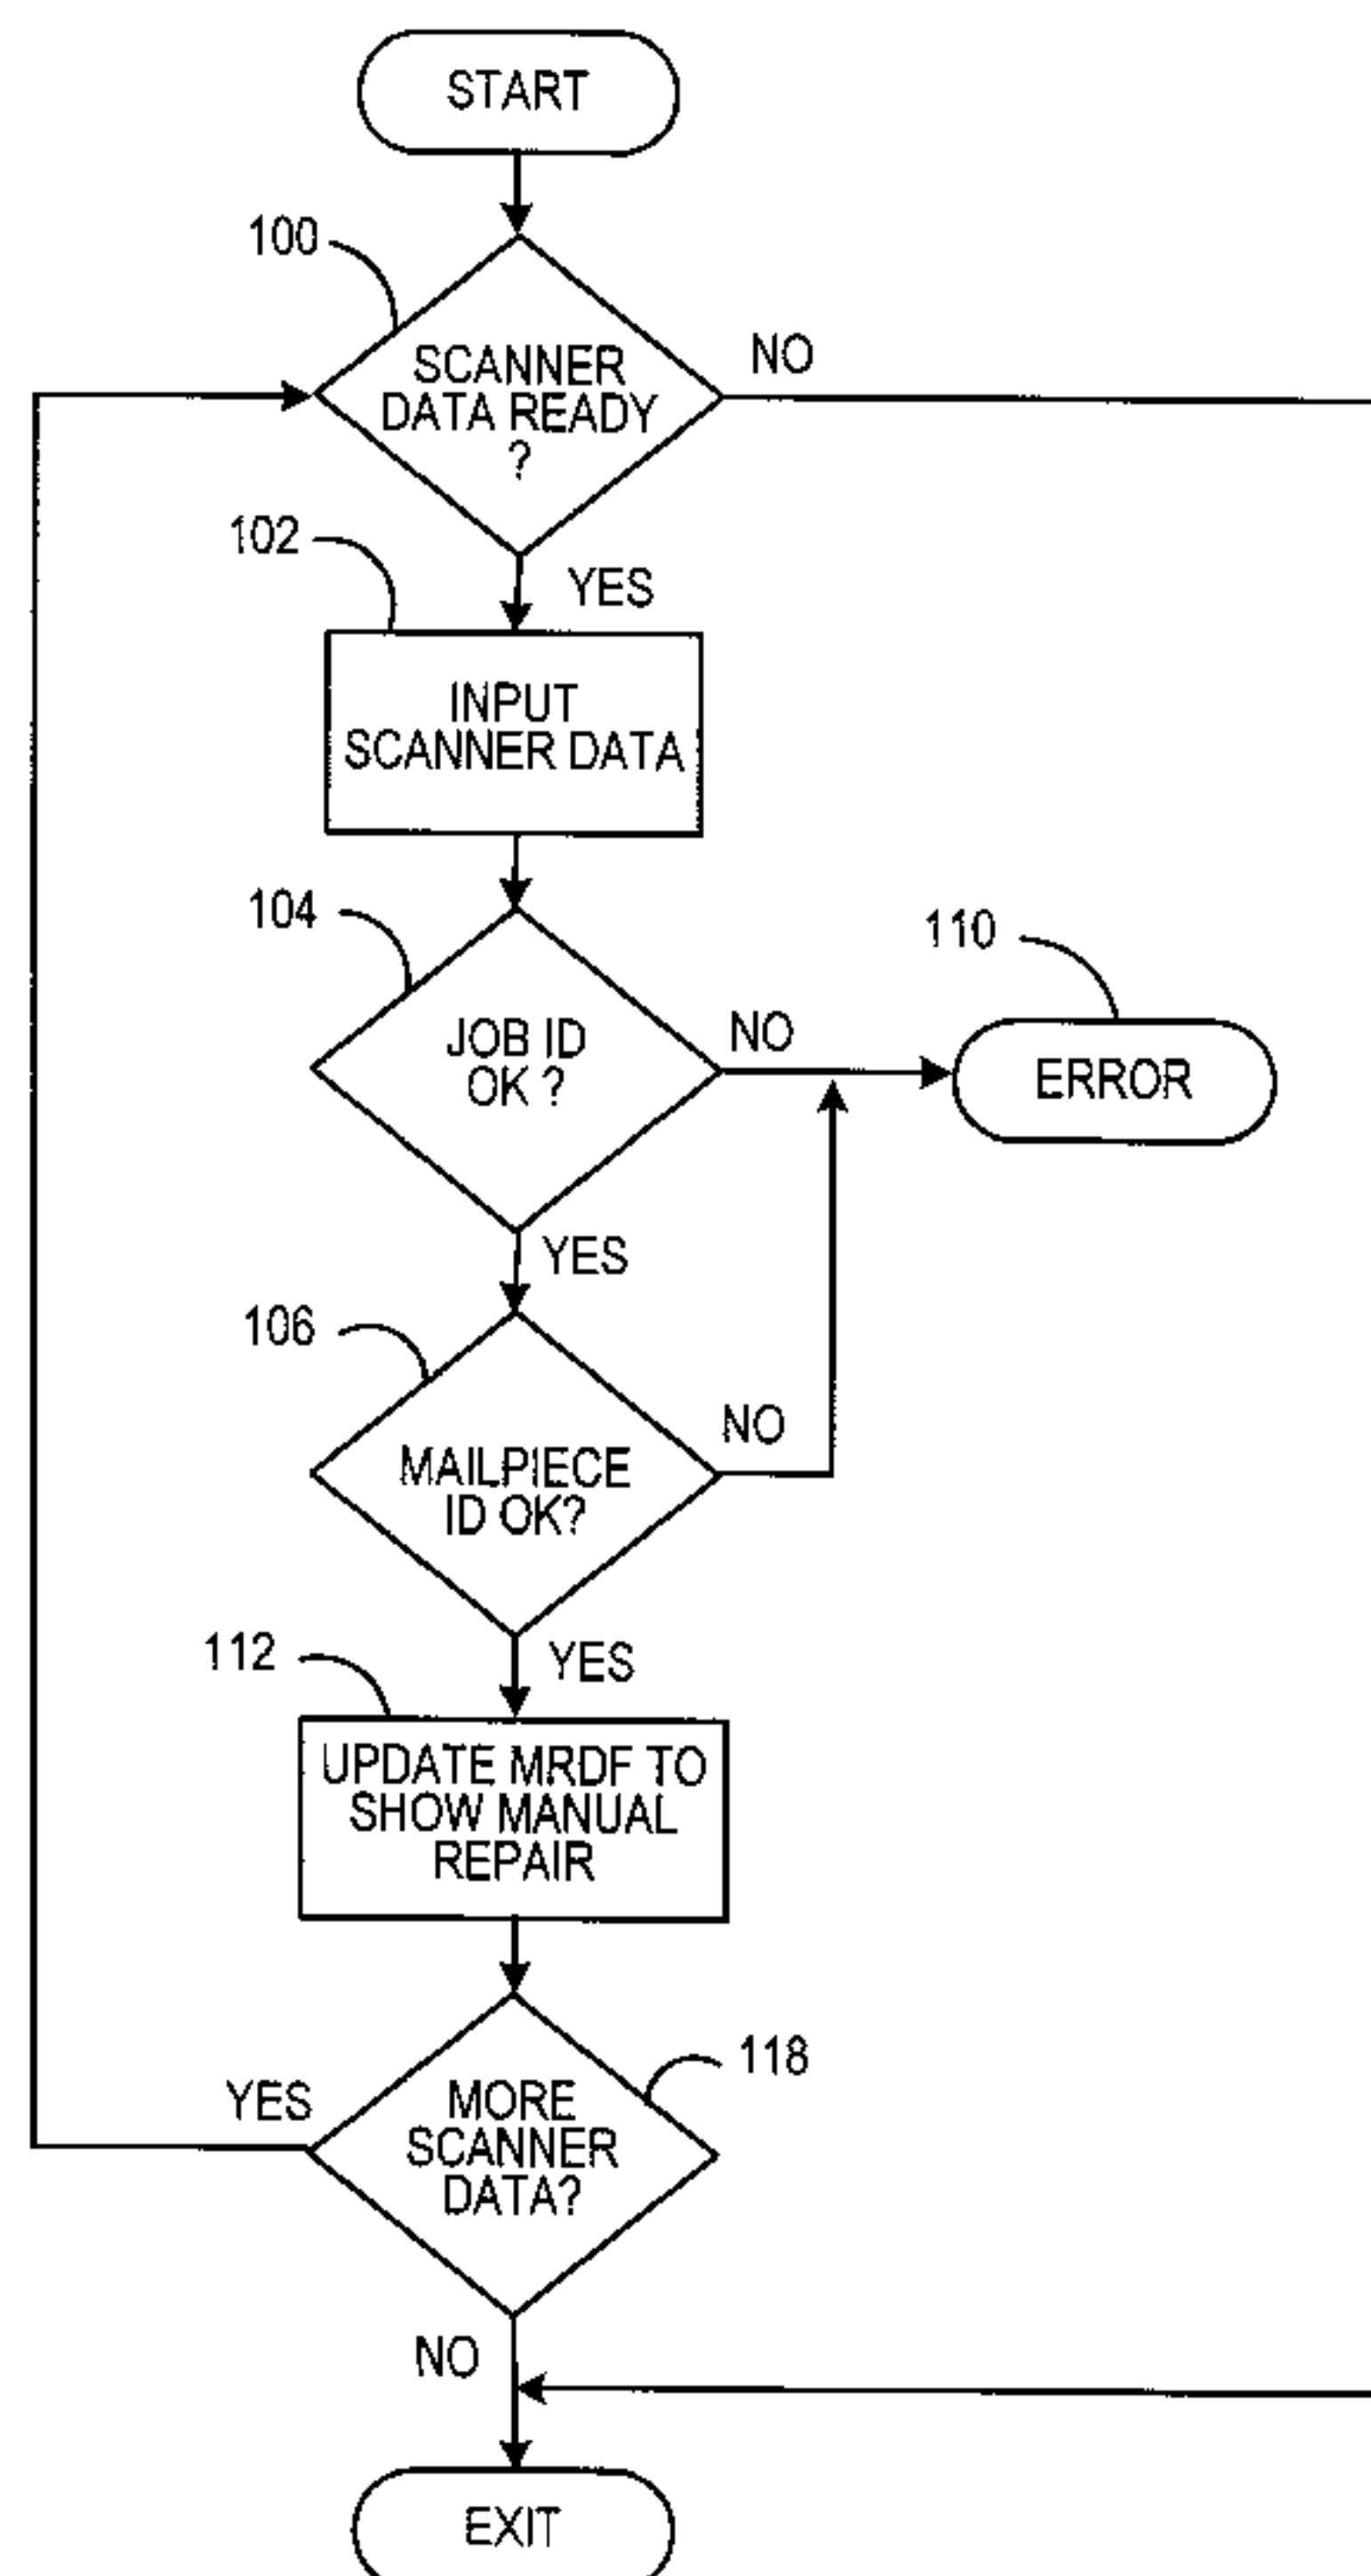 START
100
SCANNER
DATA READY
?
NO
102
YES
INPUT
SCANNER DATA
104
110
JOB ID
OK ?
NO
ERROR
YES
106
MAILPIECE
ID OK?
NO
112
YES
UPDATE MRDF TO
SHOW MANUAL
REPAIR
118
YES
MORE
SCANNER
DATA?
NO
EXIT